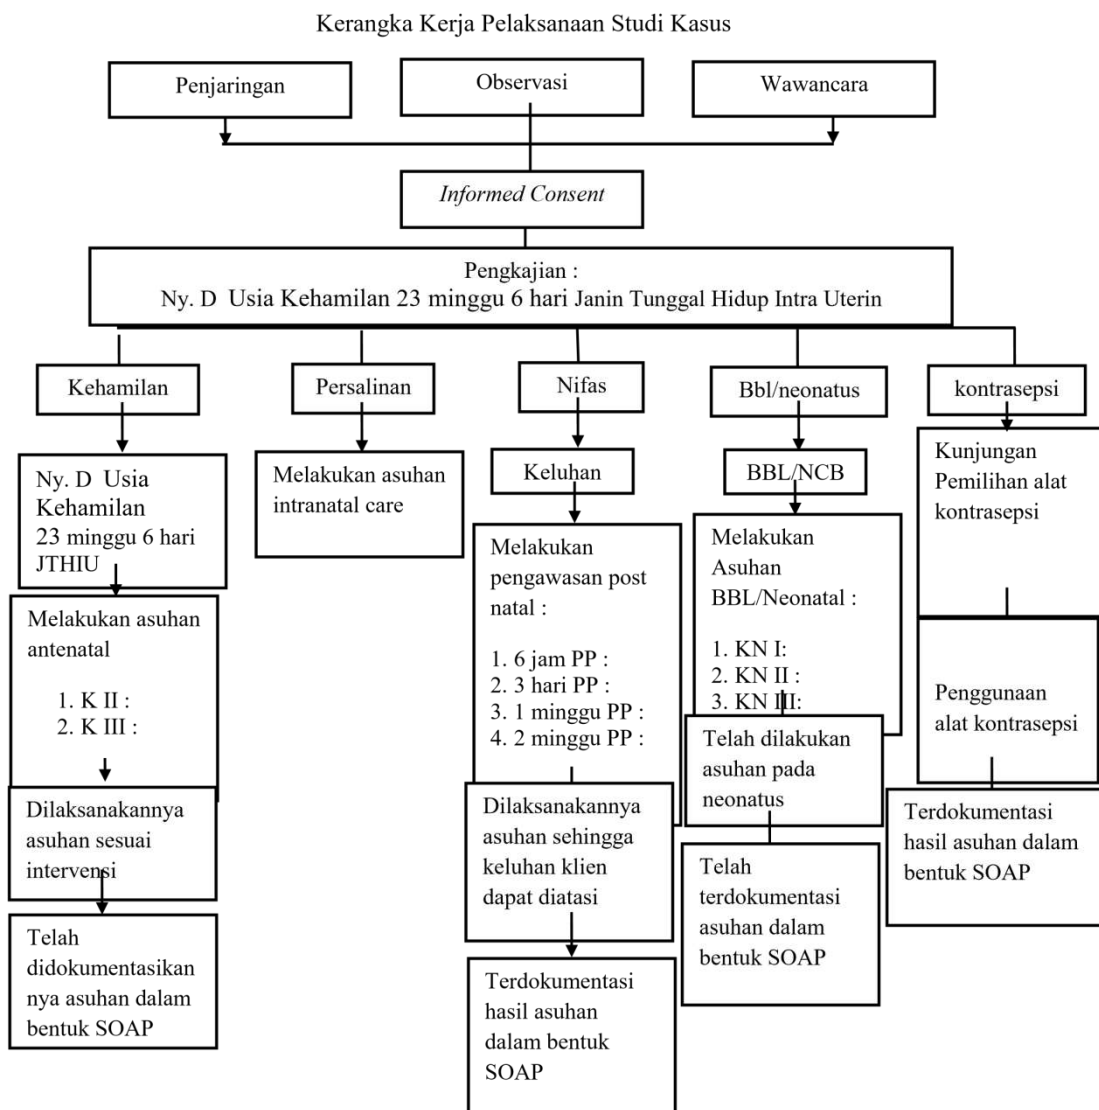 Kerangka Kerja Pelaksanaan Studi Kasus
Penjaringan
Observasi
Wawancara
Informed Consent
Pengkajian :
Ny. D Usia Kehamilan 23 minggu 6 hari Janin Tunggal Hidup Intra Uterin
Kehamilan
Persalinan
Nifas
Bbl/neonatus
kontrasepsi
Ny. D Usia
Kehamilan
23 minggu 6 hari
JTHIU
Melakukan asuhan
antenatal
1. K II :
2. K III :
Dilaksanakannya
asuhan sesuai
intervensi
Telah
didokumentasikan
nya asuhan dalam
bentuk SOAP
Melakukan asuhan
intranatal care
Keluhan
Melakukan
pengawasan post
natal :
1. 6 jam PP :
2. 3 hari PP :
3. 1 minggu PP :
4. 2 minggu PP :
Dilaksanakannya
asuhan sehingga
keluhan klien
dapat diatasi
Terdokumentasi
hasil asuhan
dalam bentuk
SOAP
BBL/NCB
Melakukan
Asuhan
BBL/Neonatal :
1. KN I:
2. KN II :
3. KN III:
Telah dilakukan
asuhan pada
neonatus
Telah
terdokumentasi
asuhan dalam
bentuk SOAP
Kunjungan
Pemilihan alat
kontrasepsi
Penggunaan
alat kontrasepsi
Terdokumentasi
hasil asuhan dalam
bentuk SOAP